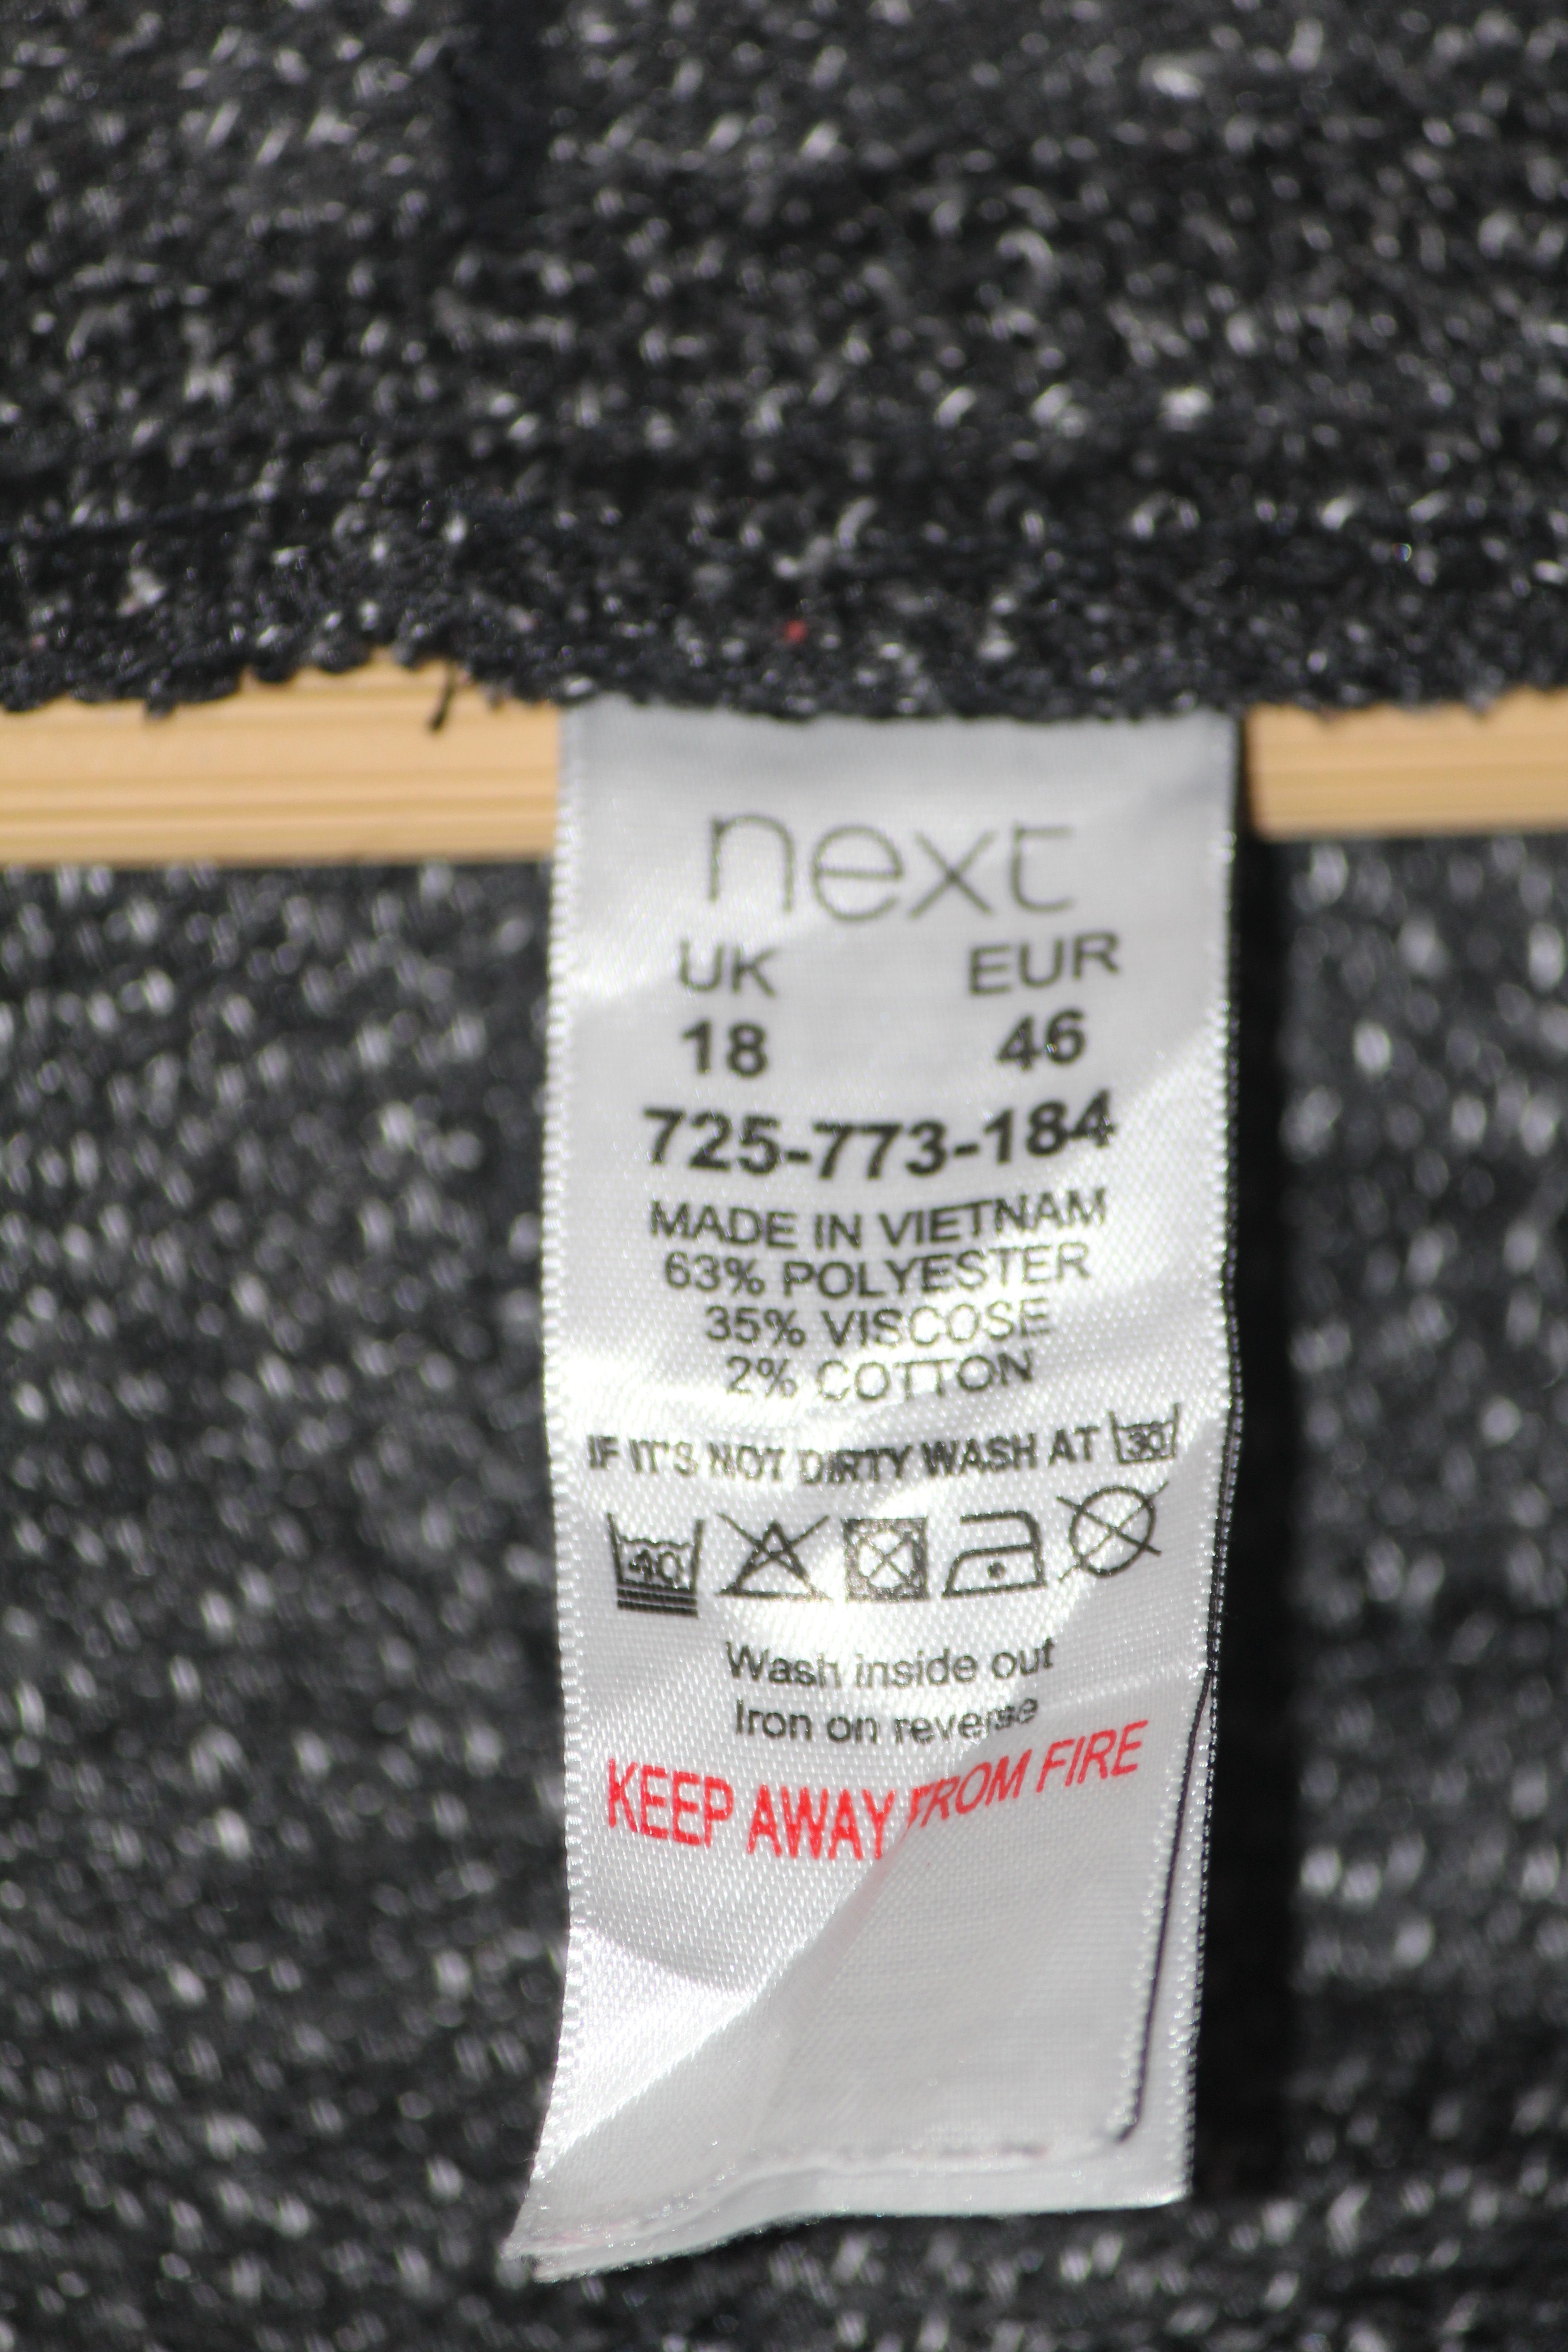 next
UK EUR
18 46
725-773-184
MADE IN VIETNAM
63% POLYESTER
35% VISCOSE
2% COTTON
IF IT'S NOT DIRTY WASH AT 30
40
Wash inside out
Iron on reverse
KEEP AWAY FROM FIRE